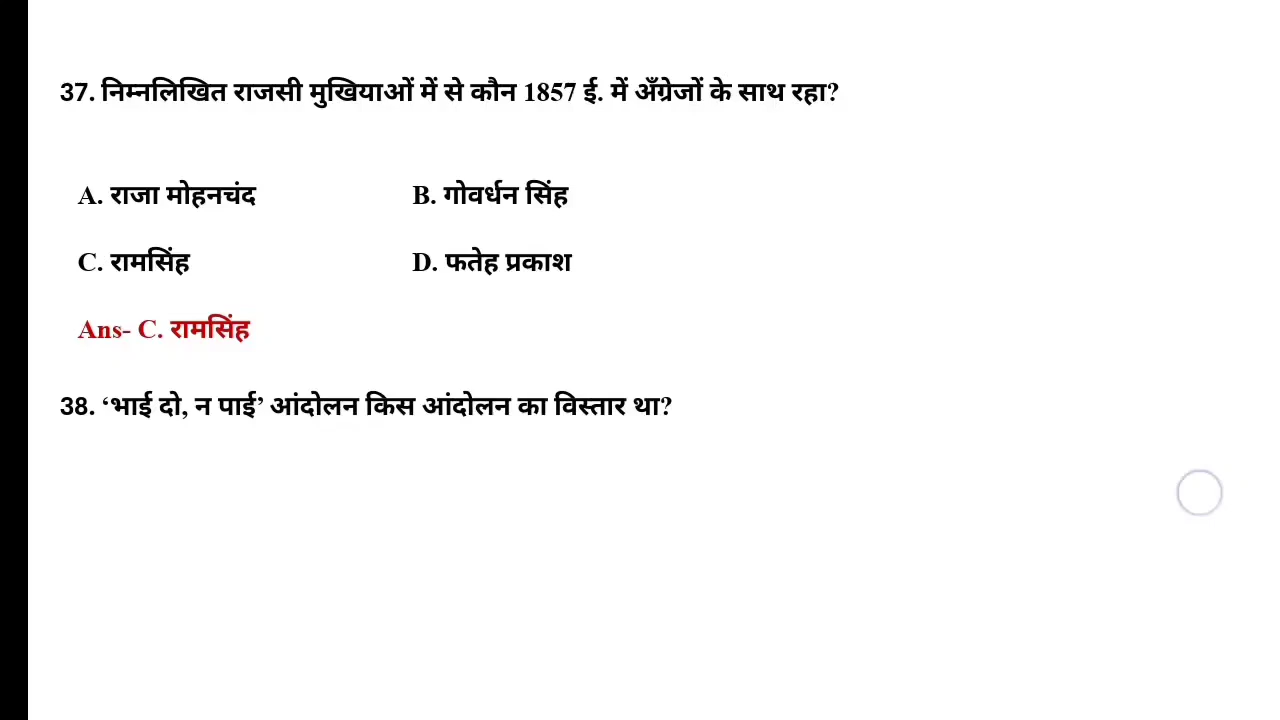 37. निम्नलिखित राजसी मुखियाओं में से कौन 1857 ई. में अँग्रेजों के साथ रहा?
A. राजा मोहनचंद B. गोवर्धन सिंह
C. रामसिंह D. फतेह प्रकाश
Ans- C. रामसिंह
38. ‘भाई दो, न पाई’ आंदोलन किस आंदोलन का विस्तार था?